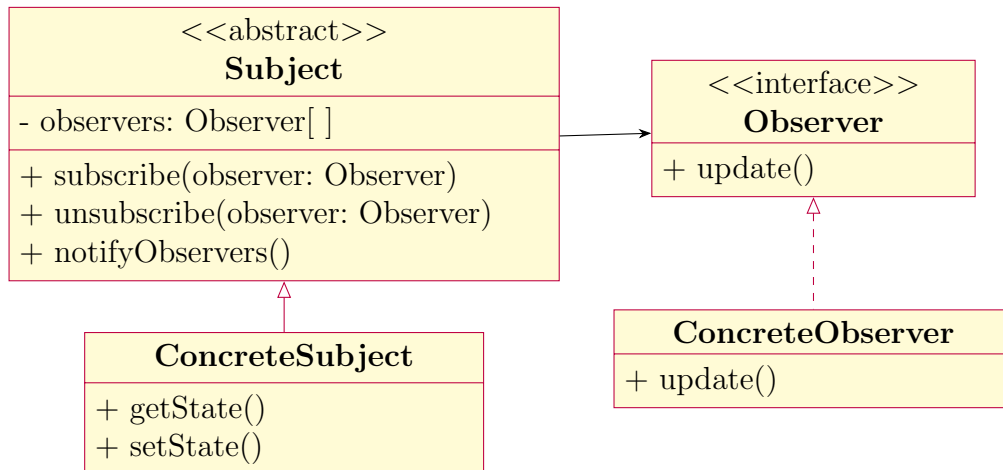 <<abstract>>
Subject
- observers: Observer[ ]
+ subscribe(observer: Observer)
+ unsubscribe(observer: Observer)
+ notifyObservers()
<<interface>>
Observer
+ update()
ConcreteSubject
+ getState()
+ setState()
ConcreteObserver
+ update()